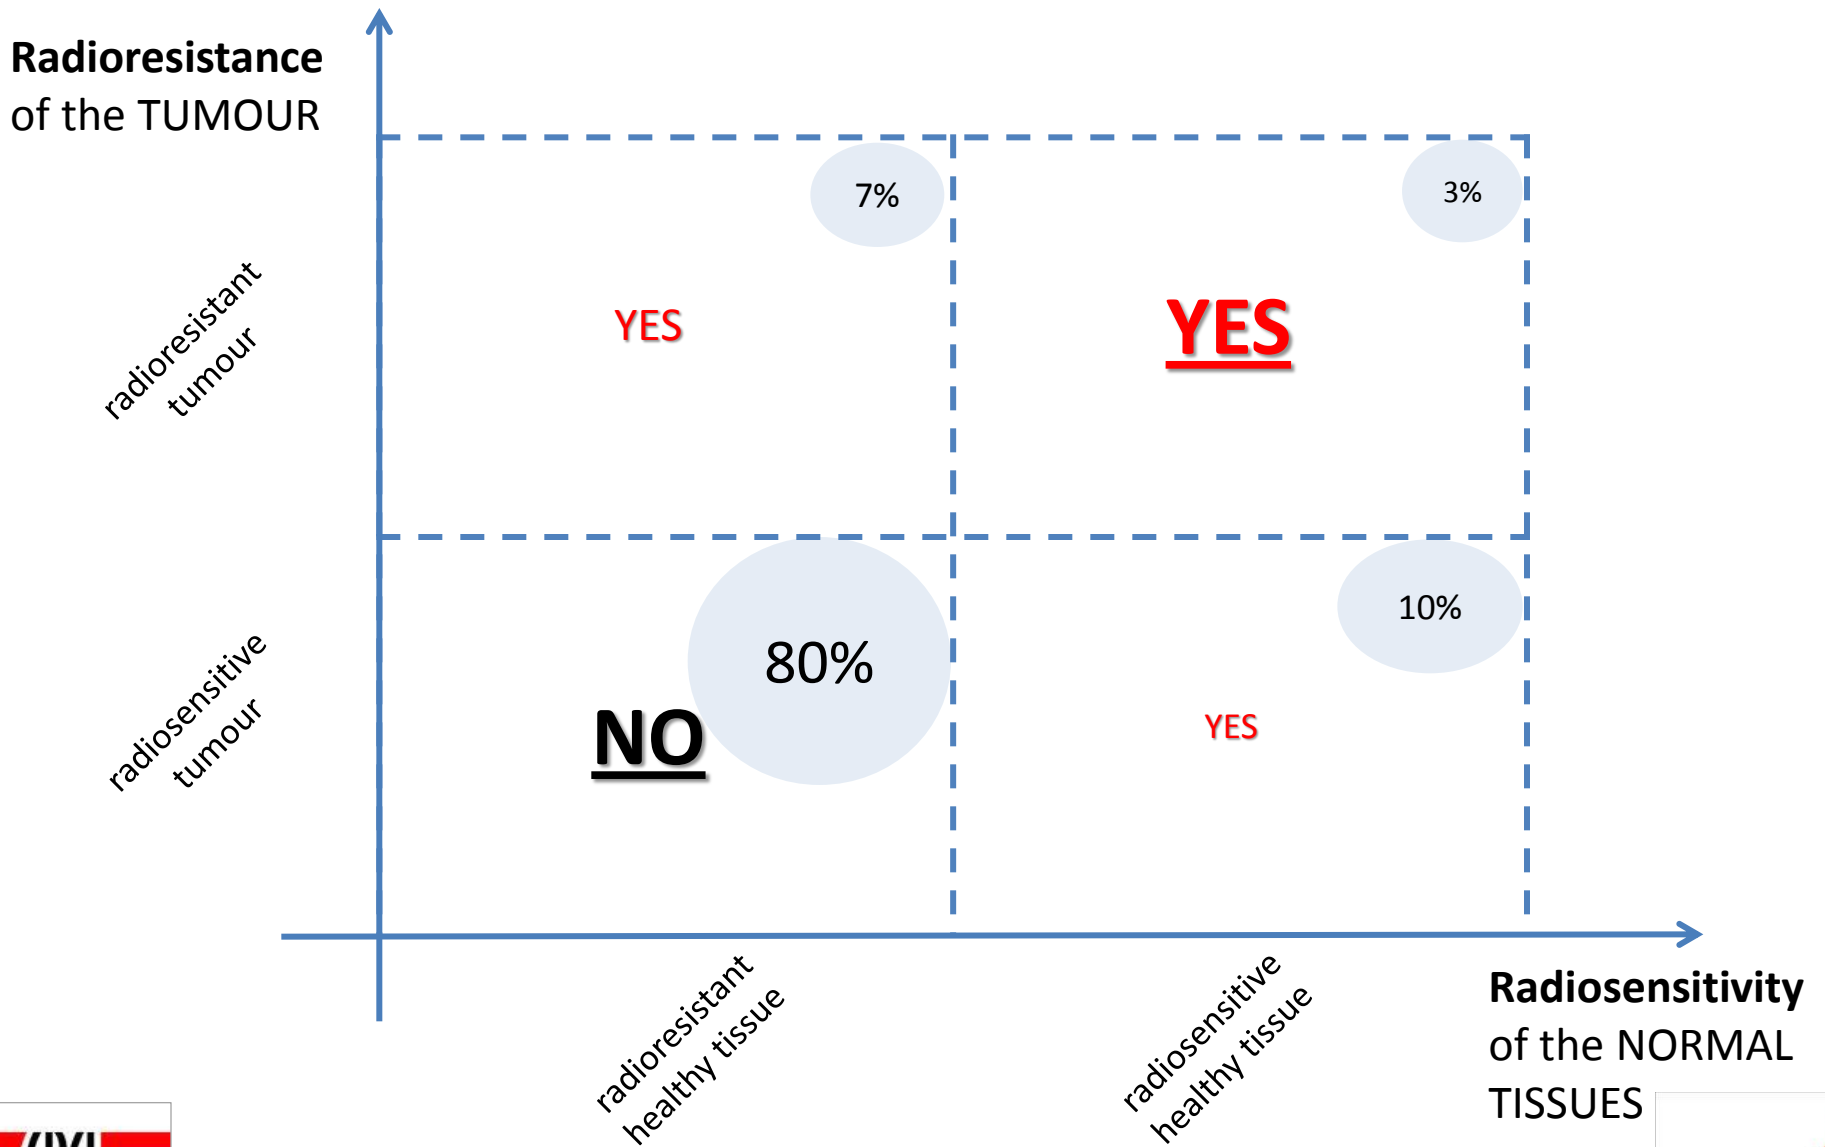 Radioresistance
of the TUMOUR
7%
3%
radioresistant
tumour
YES
YES
80%
10%
radiosensitive
tumour
NO
YES
radioresistant
healthy tissue
radiosensitive
healthy tissue
Radiosensitivity
of the NORMAL
TISSUES